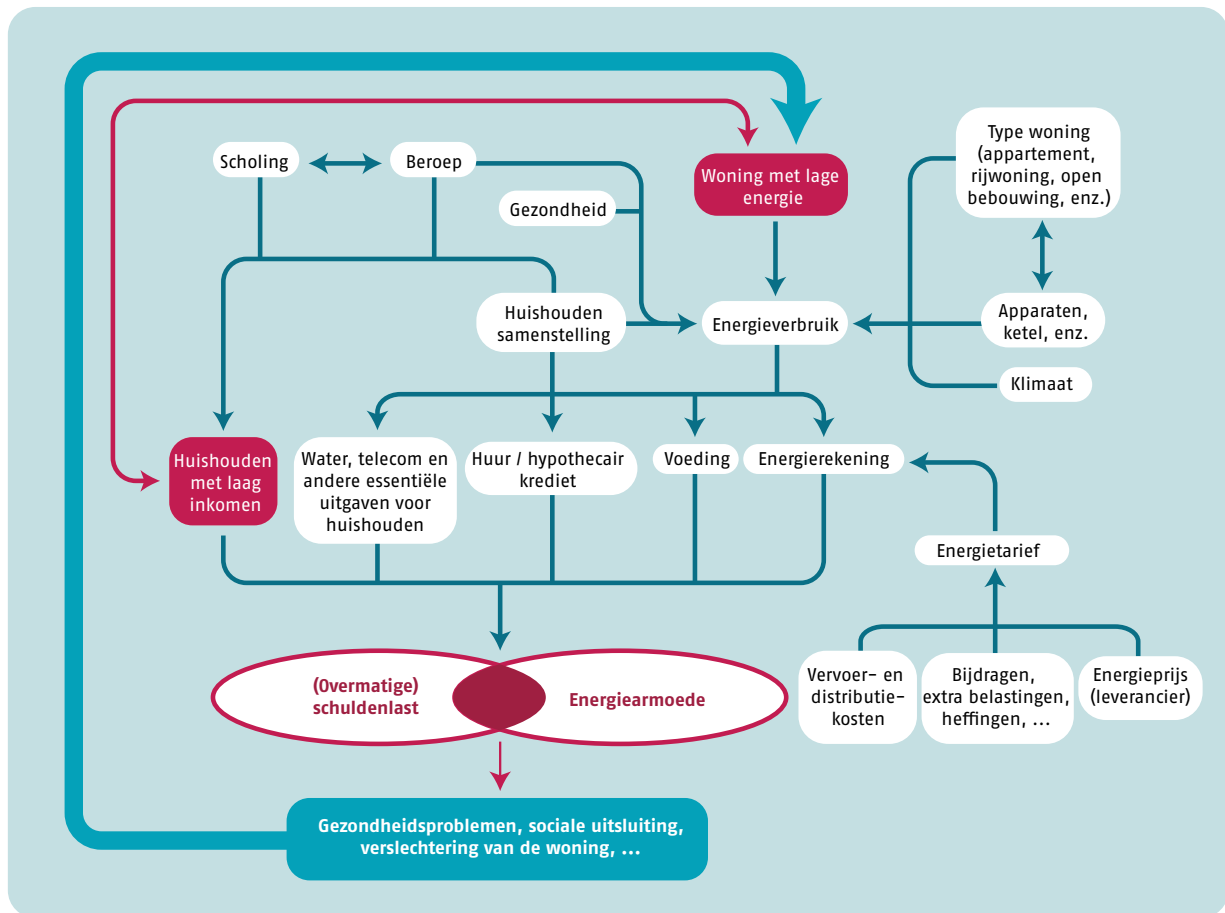 Scholing
Beroep
Gezondheid
Woning met lage
energie
Type woning
(appartement,
rijwoning, open
bebouwing, enz.)
Huishouden
samenstelling
Energieverbruik
Apparaten,
ketel, enz.
Klimaat
Huishouden
met laag
inkomen
Water, telecom en
andere essentiële
uitgaven voor
huishouden
Huur / hypothecair
krediet
Voeding
Energierekening
Energietarief
Vervoer- en
distributie-
kosten
Bijdragen,
extra belastingen,
heffingen, ...
Energieprijs
(leverancier)
(Overmatige)
schuldenlast
Energiearmoede
Gezondheidsproblemen, sociale uitsluiting,
verslechtering van de woning, ...